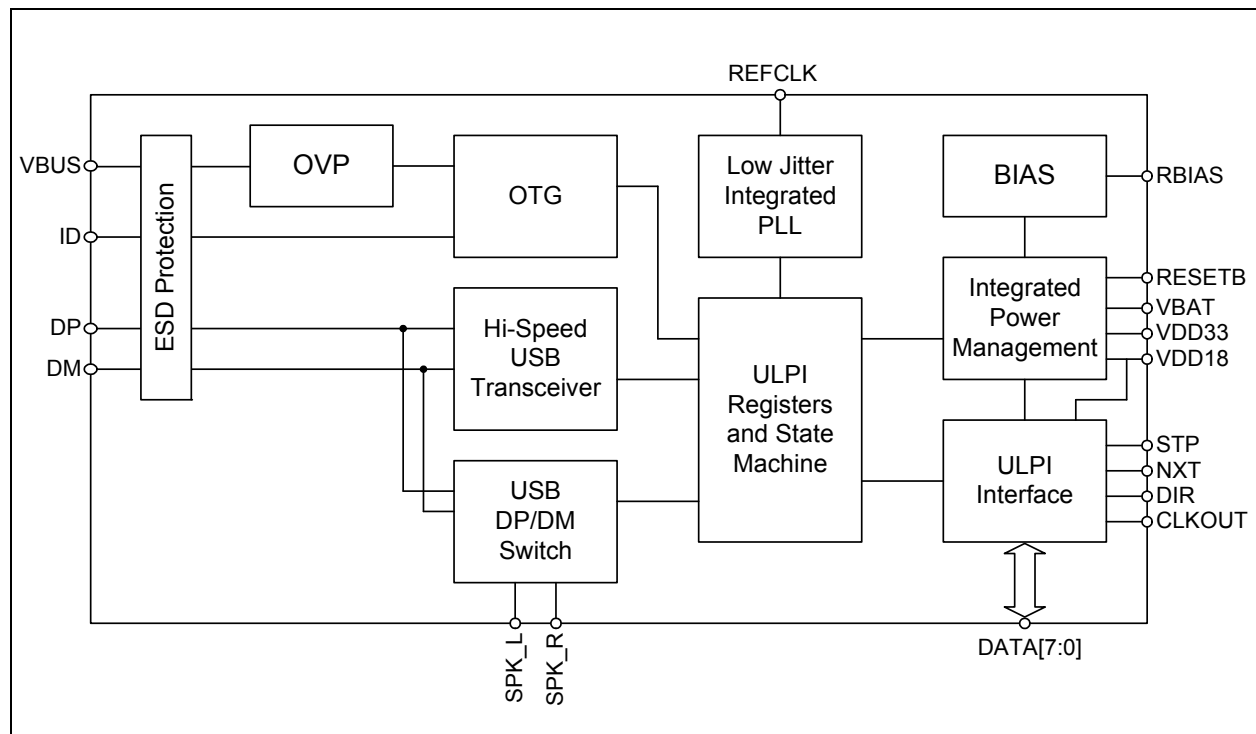 REFCLK
VBUS
ID
DP
DM
ESD Protection
OVP
OTG
Hi-Speed
USB
Transceiver
USB
DP/DM
Switch
SPK_L
SPK_R
Low Jitter
Integrated
PLL
ULPI
Registers
and State
Machine
BIAS
RBIAS
Integrated
Power
Management
RESETB
VBAT
VDD33
VDD18
ULPI
Interface
STP
NXT
DIR
CLKOUT
DATA[7:0]